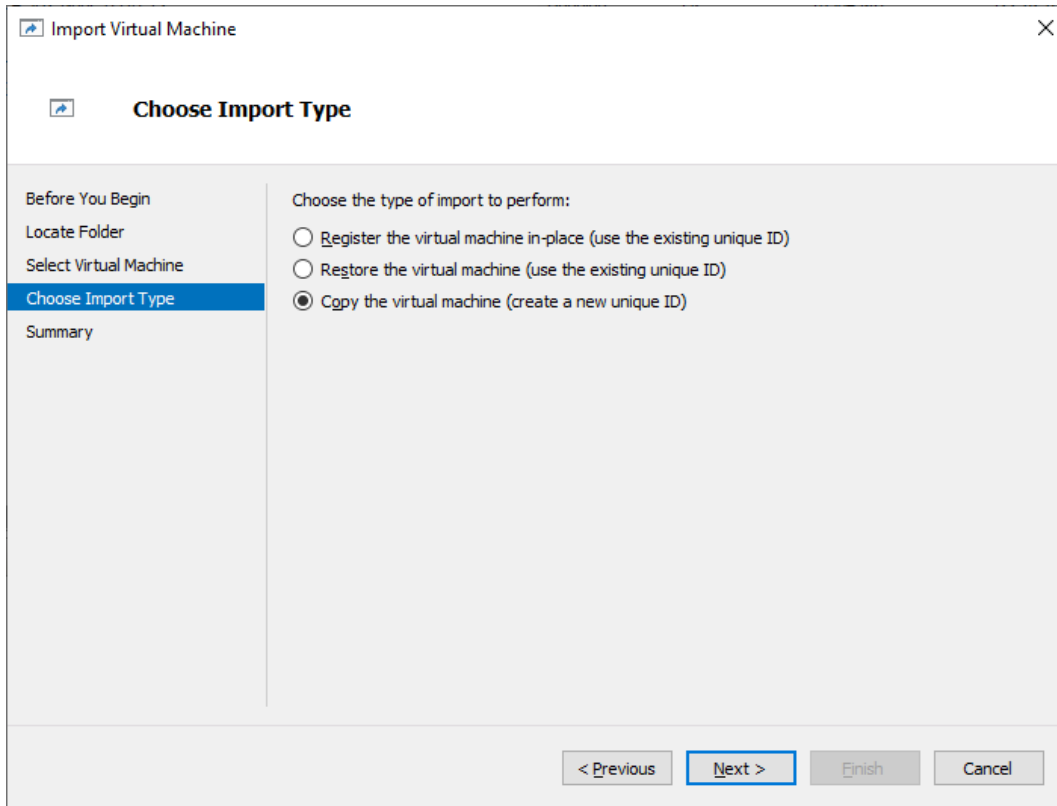 Import Virtual Machine
Choose Import Type
Before You Begin
Locate Folder
Select Virtual Machine
Choose Import Type
Summary
Choose the type of import to perform:
Register the virtual machine in-place (use the existing unique ID)
Restore the virtual machine (use the existing unique ID)
Copy the virtual machine (create a new unique ID)
< Previous
Next >
Finish
Cancel